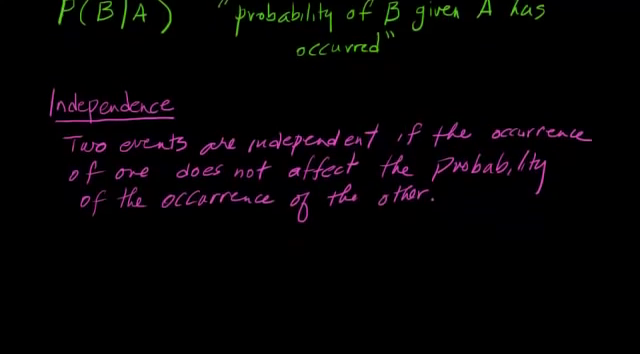 P(B|A) "probability of B given A has
occurred"
Independence
Two events are independent if the occurrence
of one does not affect the probability
of the occurrence of the other.